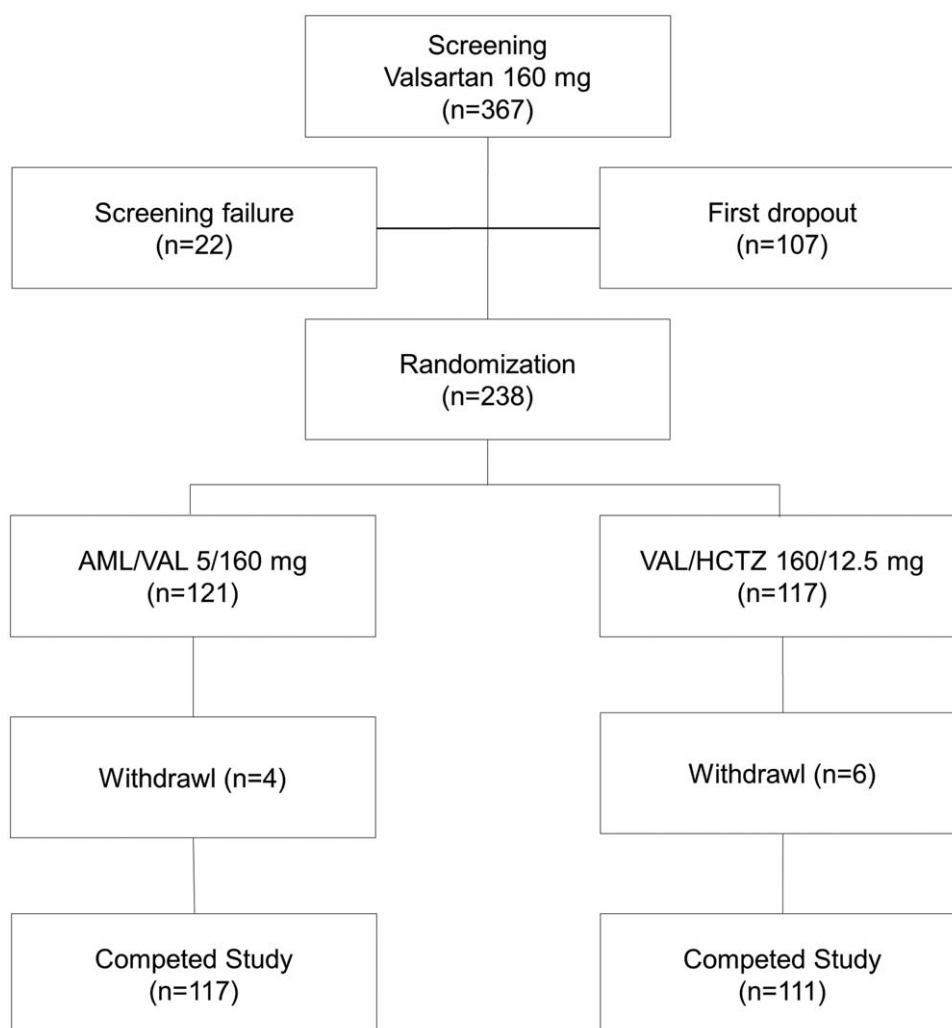 Screening
Valsartan 160 mg
(n=367)
Screening failure
(n=22)
First dropout
(n=107)
Randomization
(n=238)
AML/VAL 5/160 mg
(n=121)
VAL/HCTZ 160/12.5 mg
(n=117)
Withdrawl (n=4)
Withdrawl (n=6)
Competed Study
(n=117)
Competed Study
(n=111)